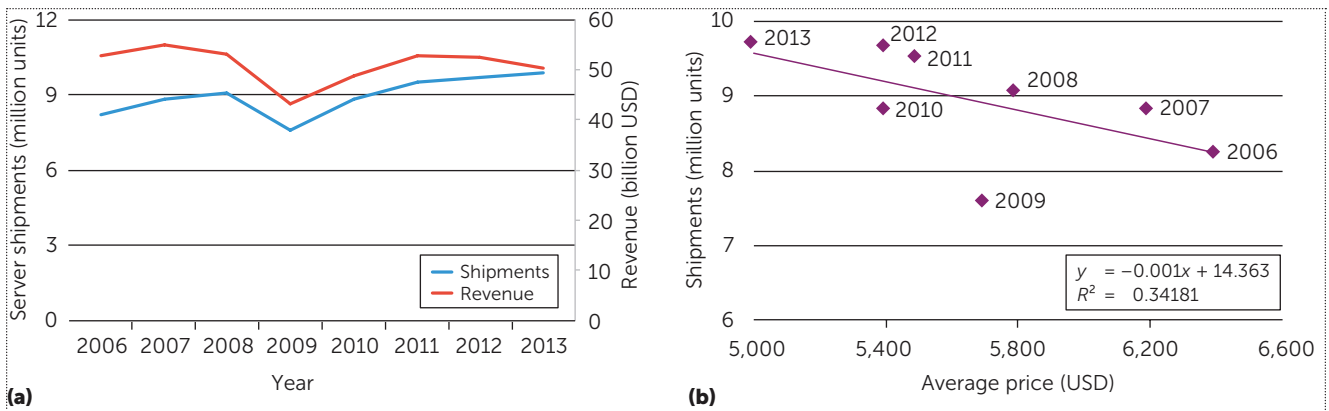 12
9
6
3
0
Server shipments (million units)
60
50
40
30
20
10
0
Revenue (billion USD)
Shipments
Revenue
2006 2007 2008 2009 2010 2011 2012 2013
Year
(a)
10
9
8
7
6
Shipments (million units)
2013
2012
2011
2010
2008
2007
2006
2009
y = −0.001x + 14.363
R² = 0.34181
5,000 5,400 5,800 6,200 6,600
Average price (USD)
(b)